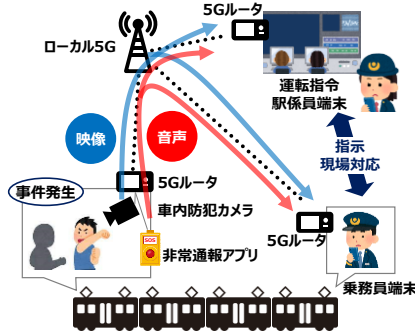 5Gルータ
ローカル5G
運転指令
駅係員端末
映像
音声
指示
現場対応
5Gルータ
事件発生
車内防犯カメラ
SOS
非常通報アプリ
5Gルータ
乗務員端末